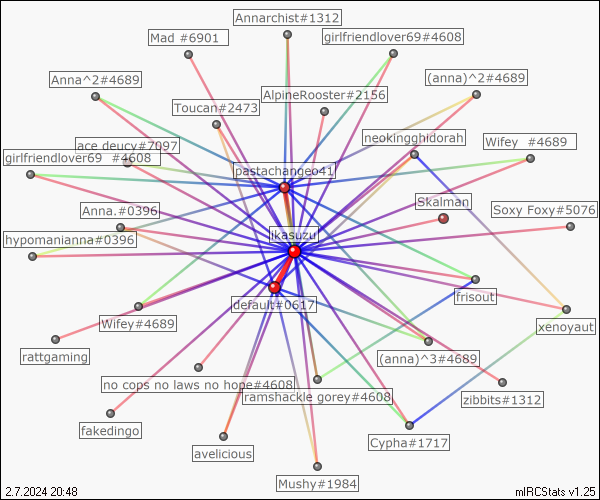 Annarchist#1312
Mad #6901
girlfriendlover69#4608
Anna^2#4689
(anna)^2#4689
AlpineRooster#2156
Toucan#2473
neokingghidorah
Wifey  #4689
ace deucy#7097
girlfriendlover69  #4608
pastachangeo41
Skalman
Soxy Foxy#5076
Anna.#0396
hypomanianna#0396
ikasuzu
frisout
default#0617
Wifey#4689
xenoyaut
rattgaming
(anna)^3#4689
no cops no laws no hope#4608
ramshackle gorey#4608
zibbits#1312
fakedingo
Cypha#1717
avelicious
Mushy#1984
2.7.2024 20:48
mIRCStats v1.25